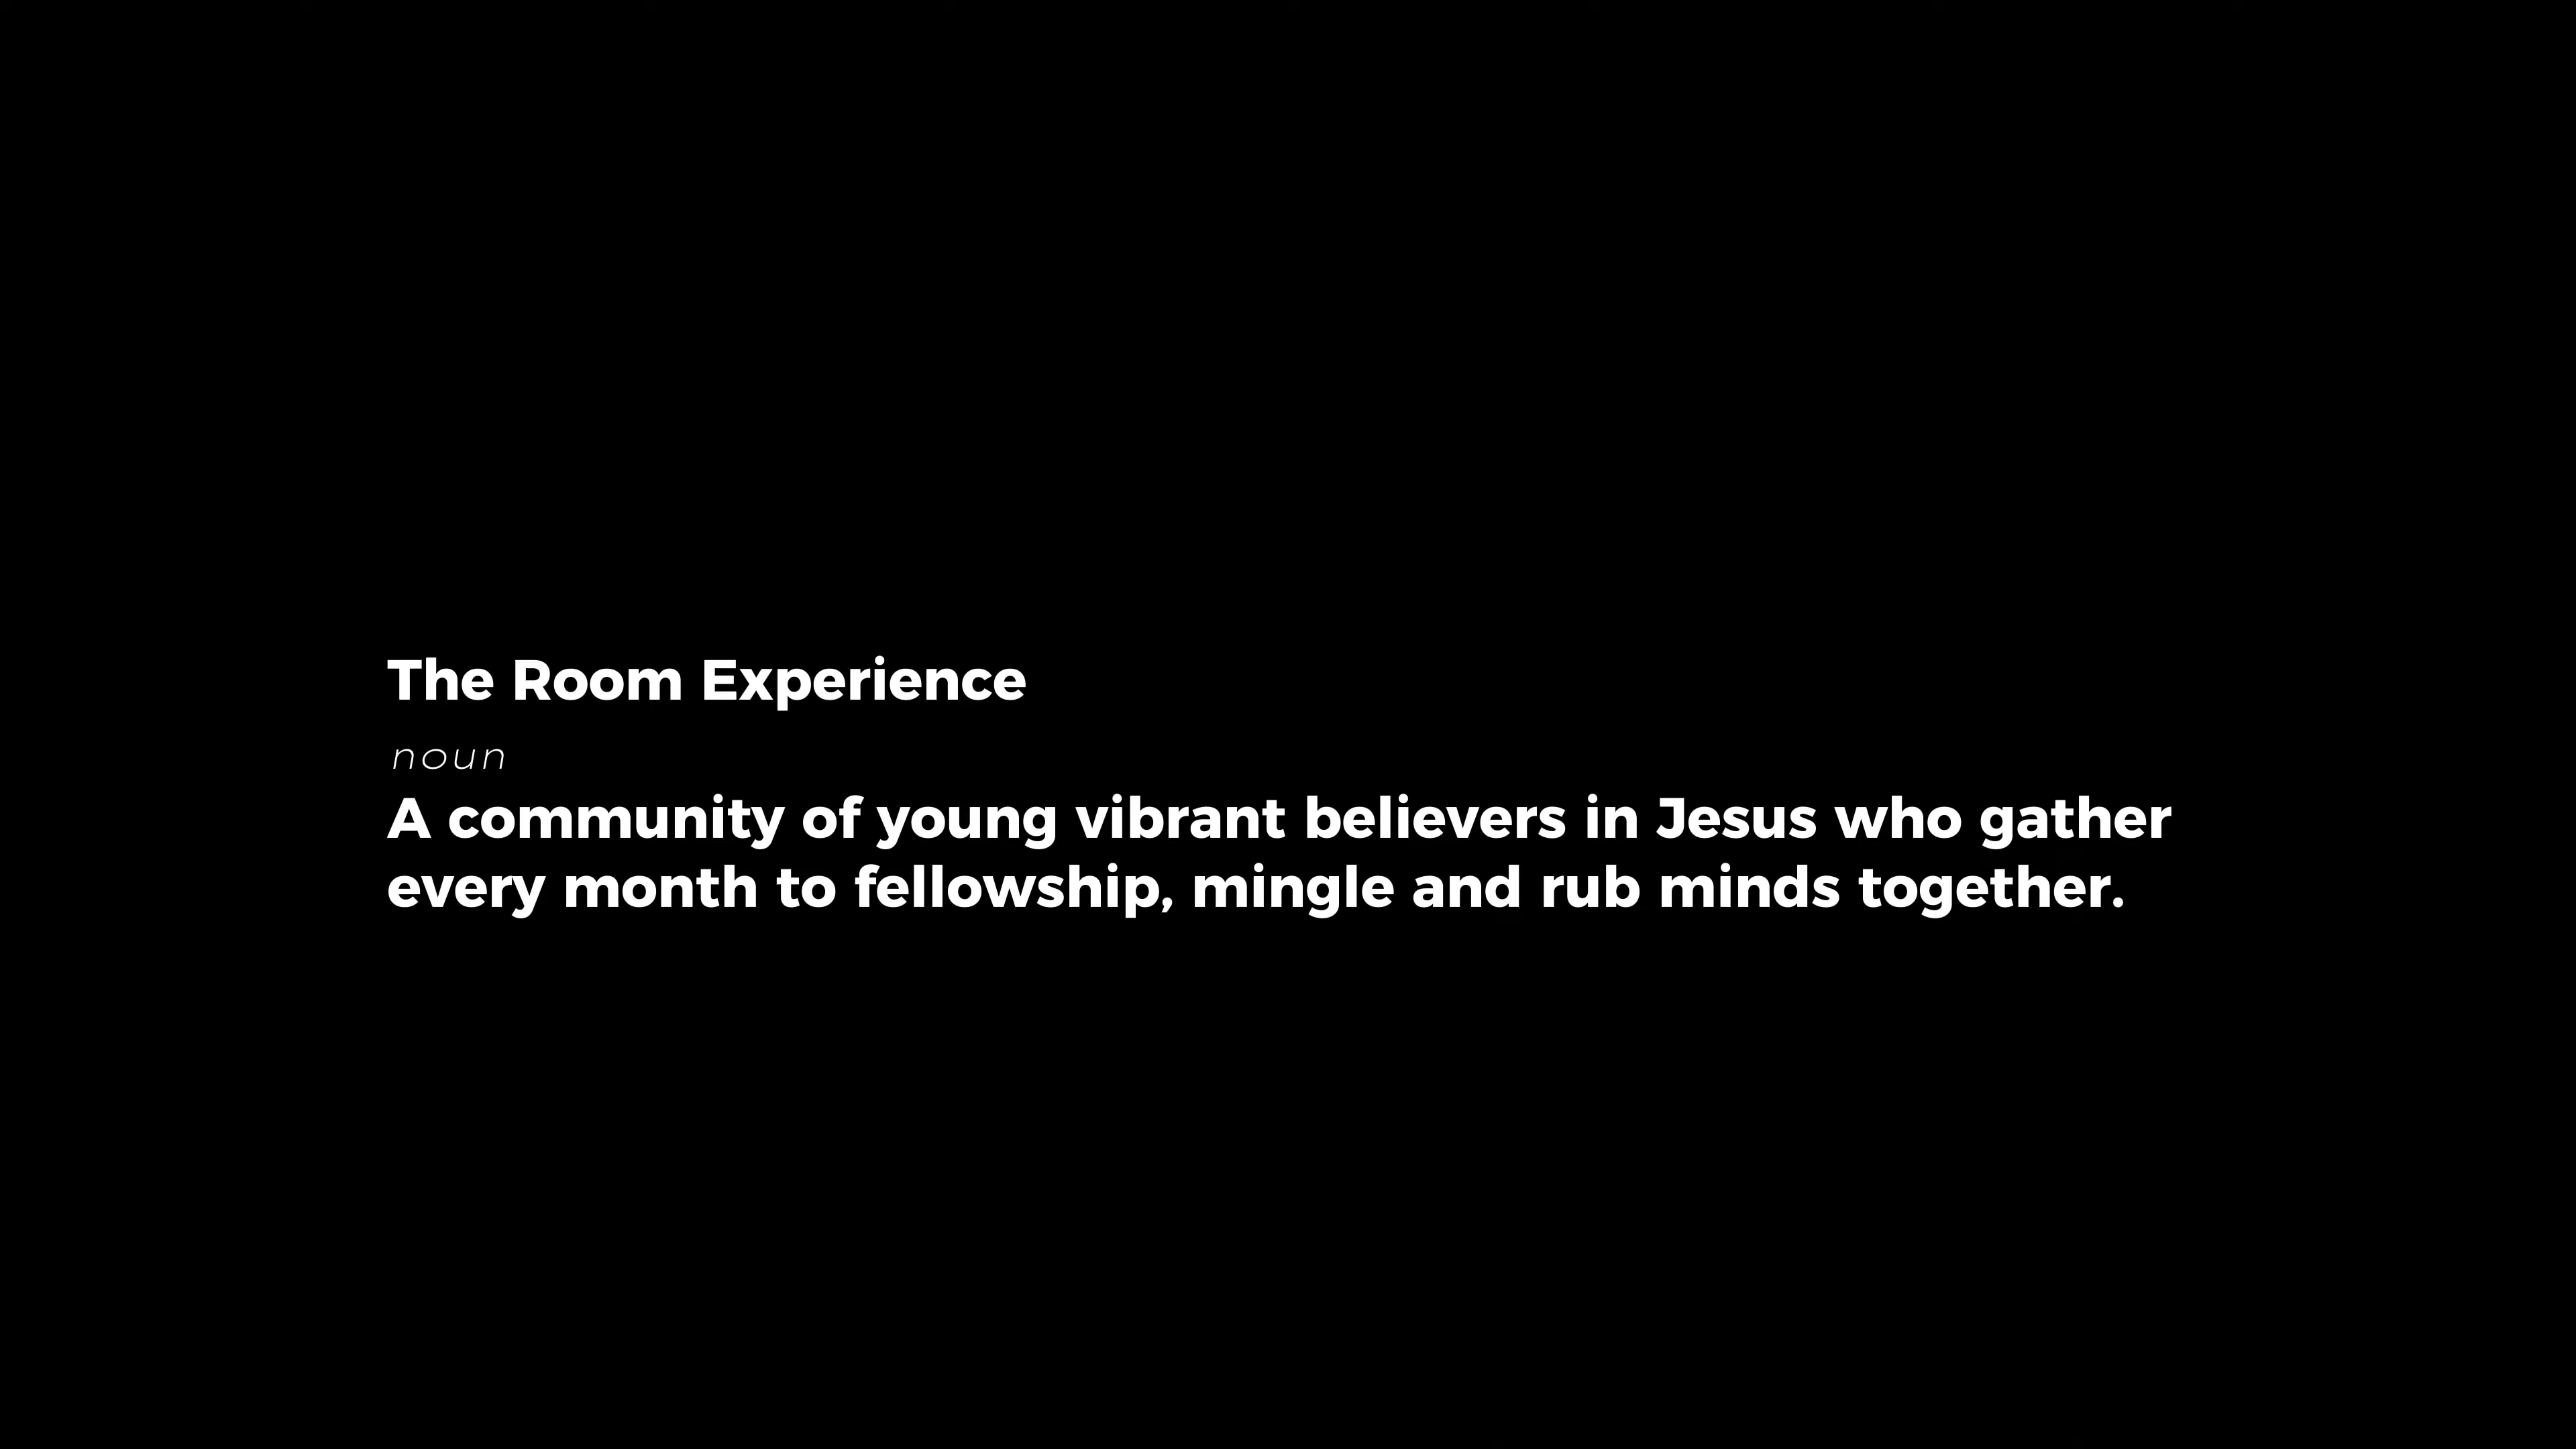 The Room Experience
noun
A community of young vibrant believers in Jesus who gather
every month to fellowship, mingle and rub minds together.